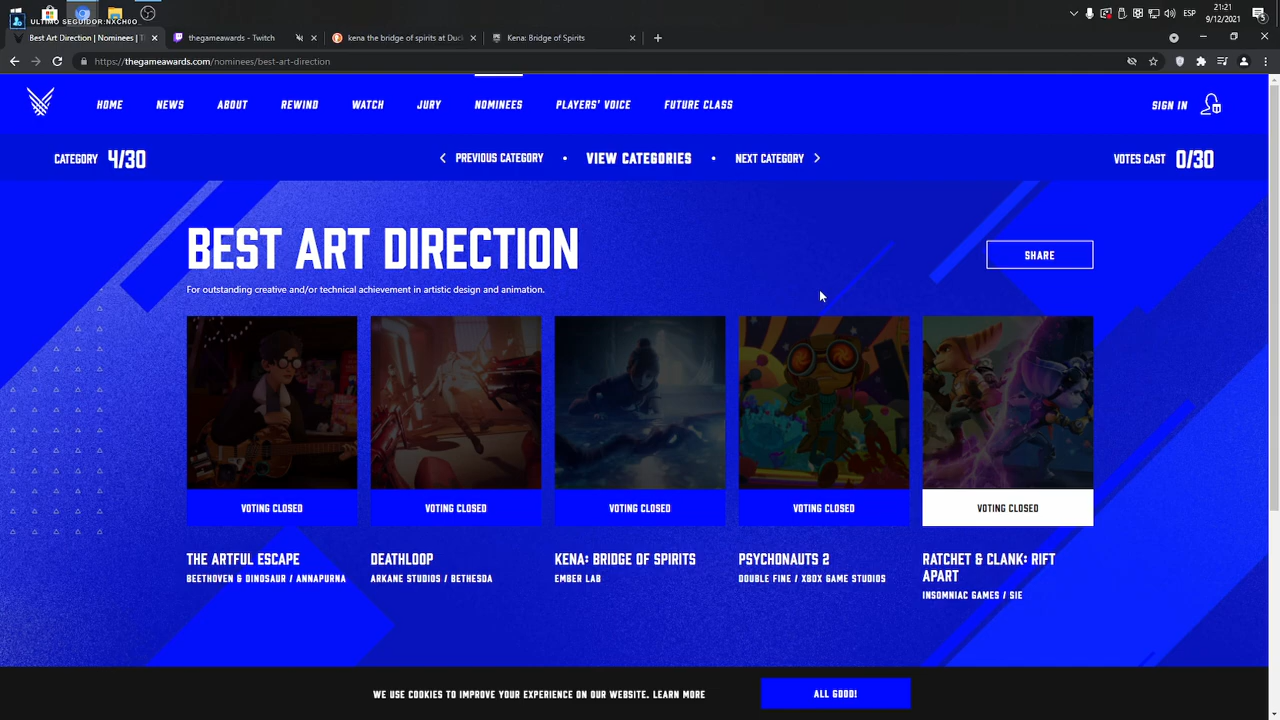 ULTIMO SEGUIDOR:NXCH0O_
ESP
21:21
9/12/2021
Best Art Direction | Nominees | T
thegameawards - Twitch
kena the bridge of spirits at Duck
Kena: Bridge of Spirits
https://thegameawards.com/nominees/best-art-direction
HOME
NEWS
ABOUT
REWIND
WATCH
JURY
NOMINEES
PLAYERS' VOICE
FUTURE CLASS
SIGN IN
CATEGORY 4/30
PREVIOUS CATEGORY
VIEW CATEGORIES
NEXT CATEGORY
VOTES CAST 0/30
BEST ART DIRECTION
SHARE
For outstanding creative and/or technical achievement in artistic design and animation.
VOTING CLOSED
VOTING CLOSED
VOTING CLOSED
VOTING CLOSED
VOTING CLOSED
THE ARTFUL ESCAPE
BEETHOVEN & DINOSAUR / ANNAPURNA
DEATHLOOP
ARKANE STUDIOS / BETHESDA
KENA: BRIDGE OF SPIRITS
EMBER LAB
PSYCHONAUTS 2
DOUBLE FINE / XBOX GAME STUDIOS
RATCHET & CLANK: RIFT
APART
INSOMNIAC GAMES / SIE
WE USE COOKIES TO IMPROVE YOUR EXPERIENCE ON OUR WEBSITE. LEARN MORE
ALL GOOD!